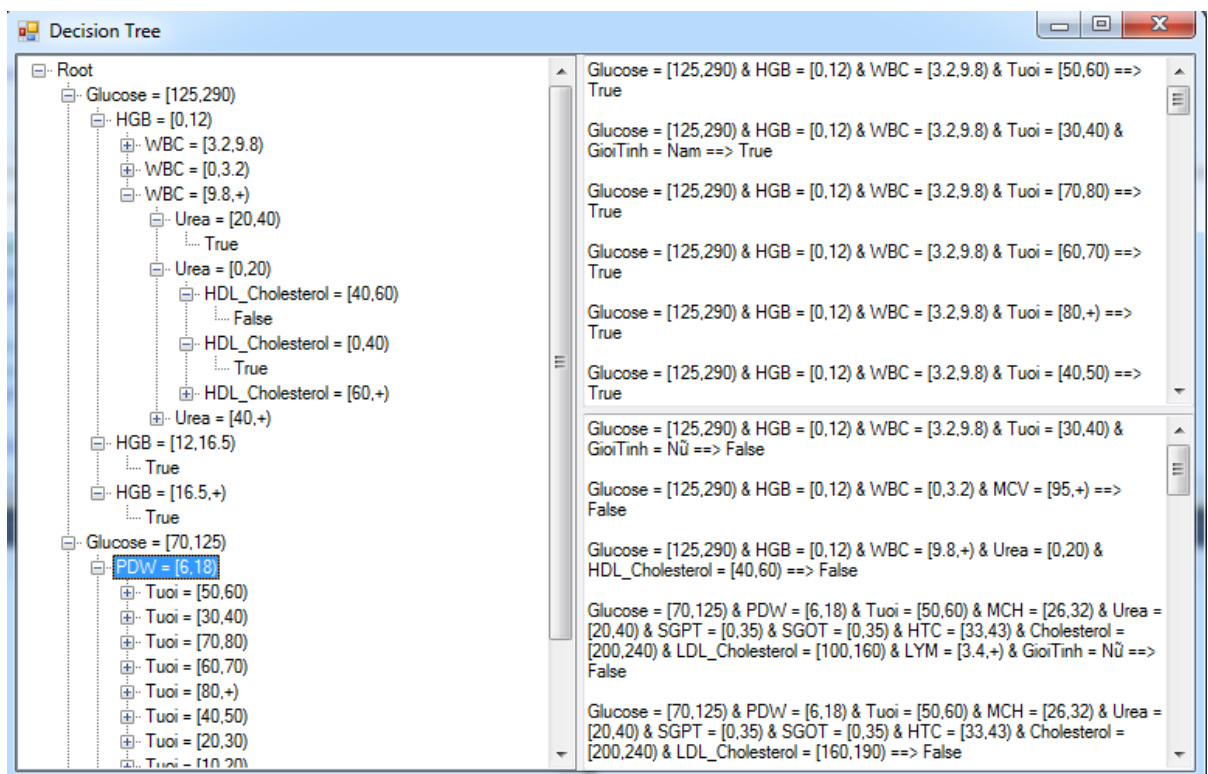 Decision Tree
Root
Glucose = [125,290)
HGB = [0,12)
WBC = [3.2,9.8)
WBC = [0,3.2)
WBC = [9.8,+)
Urea = [20,40)
True
Urea = [0,20)
HDL_Cholesterol = [40,60)
False
HDL_Cholesterol = [0,40)
True
HDL_Cholesterol = [60,+)
Urea = [40,+)
HGB = [12,16.5)
True
HGB = [16.5,+)
True
Glucose = [70,125)
PDW = [6,18)
Tuoi = [50,60)
Tuoi = [30,40)
Tuoi = [70,80)
Tuoi = [60,70)
Tuoi = [80,+)
Tuoi = [40,50)
Tuoi = [20,30)
Tuoi = [10,20)
Glucose = [125,290) & HGB = [0,12) & WBC = [3.2,9.8) & Tuoi = [50,60) ==>
True
Glucose = [125,290) & HGB = [0,12) & WBC = [3.2,9.8) & Tuoi = [30,40) &
GioiTinh = Nam ==> True
Glucose = [125,290) & HGB = [0,12) & WBC = [3.2,9.8) & Tuoi = [70,80) ==>
True
Glucose = [125,290) & HGB = [0,12) & WBC = [3.2,9.8) & Tuoi = [60,70) ==>
True
Glucose = [125,290) & HGB = [0,12) & WBC = [3.2,9.8) & Tuoi = [80,+) ==>
True
Glucose = [125,290) & HGB = [0,12) & WBC = [3.2,9.8) & Tuoi = [40,50) ==>
True
Glucose = [125,290) & HGB = [0,12) & WBC = [3.2,9.8) & Tuoi = [30,40) &
GioiTinh = Nữ ==> False
Glucose = [125,290) & HGB = [0,12) & WBC = [0,3.2) & MCV = [95,+) ==>
False
Glucose = [125,290) & HGB = [0,12) & WBC = [9.8,+) & Urea = [0,20) &
HDL_Cholesterol = [40,60) ==> False
Glucose = [70,125) & PDW = [6,18) & Tuoi = [50,60) & MCH = [26,32) & Urea =
[20,40) & SGPT = [0,35) & SGOT = [0,35) & HTC = [33,43) & Cholesterol =
[200,240) & LDL_Cholesterol = [100,160) & LYM = [3.4,+) & GioiTinh = Nữ ==>
False
Glucose = [70,125) & PDW = [6,18) & Tuoi = [50,60) & MCH = [26,32) & Urea =
[20,40) & SGPT = [0,35) & SGOT = [0,35) & HTC = [33,43) & Cholesterol =
[200,240) & LDL_Cholesterol = [160,190) ==> False